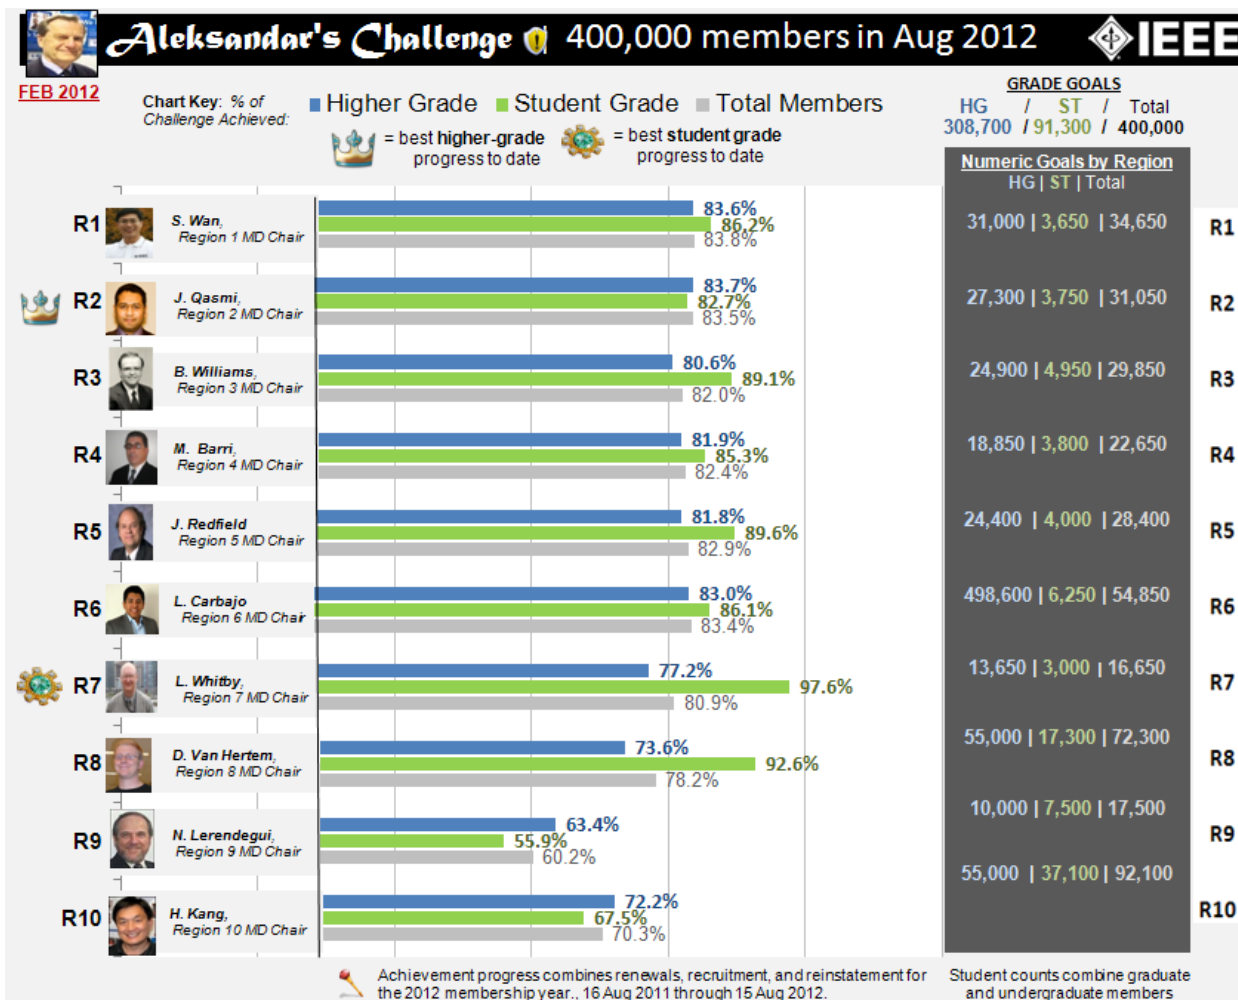 Aleksandar's Challenge 400,000 members in Aug 2012 IEEE
FEB 2012
Chart Key: % of
Challenge Achieved:
Higher Grade Student Grade Total Members
= best higher-grade
progress to date
= best student grade
progress to date
GRADE GOALS
HG / ST / Total
308,700 / 91,300 / 400,000
Numeric Goals by Region
HG | ST | Total
R1
S. Wan,
Region 1 MD Chair
83.6%
86.2%
83.8%
31,000 | 3,650 | 34,650
R1
R2
J. Qasmi,
Region 2 MD Chair
83.7%
82.7%
83.5%
27,300 | 3,750 | 31,050
R2
R3
B. Williams,
Region 3 MD Chair
80.6%
89.1%
82.0%
24,900 | 4,950 | 29,850
R3
R4
M. Barri,
Region 4 MD Chair
81.9%
85.3%
82.4%
18,850 | 3,800 | 22,650
R4
R5
J. Redfield
Region 5 MD Chair
81.8%
89.6%
82.9%
24,400 | 4,000 | 28,400
R5
R6
L. Carbajo
Region 6 MD Chair
83.0%
86.1%
83.4%
498,600 | 6,250 | 54,850
R6
R7
L. Whitby,
Region 7 MD Chair
77.2%
97.6%
80.9%
13,650 | 3,000 | 16,650
R7
R8
D. Van Hertem,
Region 8 MD Chair
73.6%
92.6%
78.2%
55,000 | 17,300 | 72,300
R8
R9
N. Lerendegui,
Region 9 MD Chair
63.4%
55.9%
60.2%
10,000 | 7,500 | 17,500
R9
R10
H. Kang,
Region 10 MD Chair
72.2%
67.5%
70.3%
55,000 | 37,100 | 92,100
R10
Achievement progress combines renewals, recruitment, and reinstatement for
the 2012 membership year., 16 Aug 2011 through 15 Aug 2012.
Student counts combine graduate
and undergraduate members